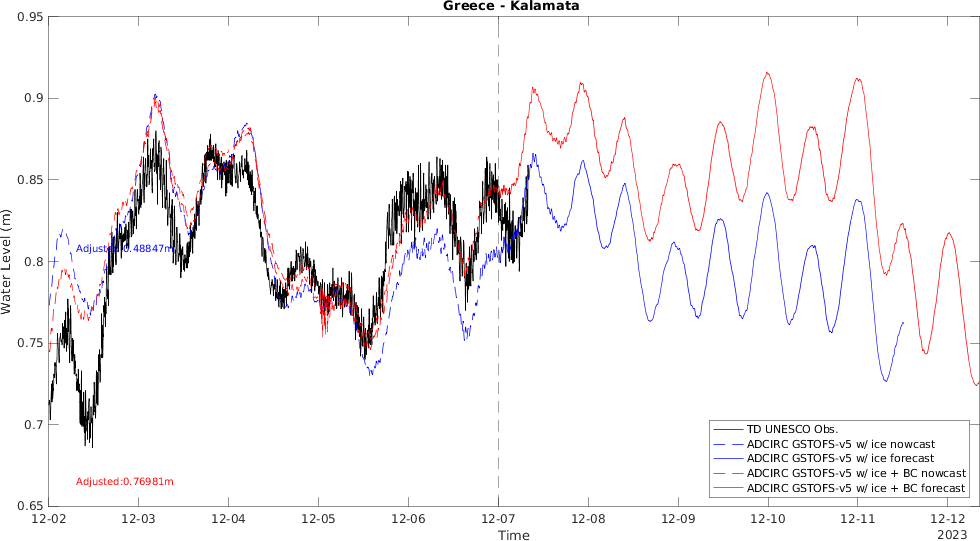 Greece - Kalamata
0.95
0.9
0.85
0.8
0.75
0.7
0.65
Water Level (m)
Adjusted:0.48847m
Adjusted:0.76981m
TD UNESCO Obs.
ADCIRC GSTOFS-v5 w/ ice nowcast
ADCIRC GSTOFS-v5 w/ ice forecast
ADCIRC GSTOFS-v5 w/ ice + BC nowcast
ADCIRC GSTOFS-v5 w/ ice + BC forecast
12-02 12-03 12-04 12-05 12-06 12-07 12-08 12-09 12-10 12-11 12-12
Time 2023